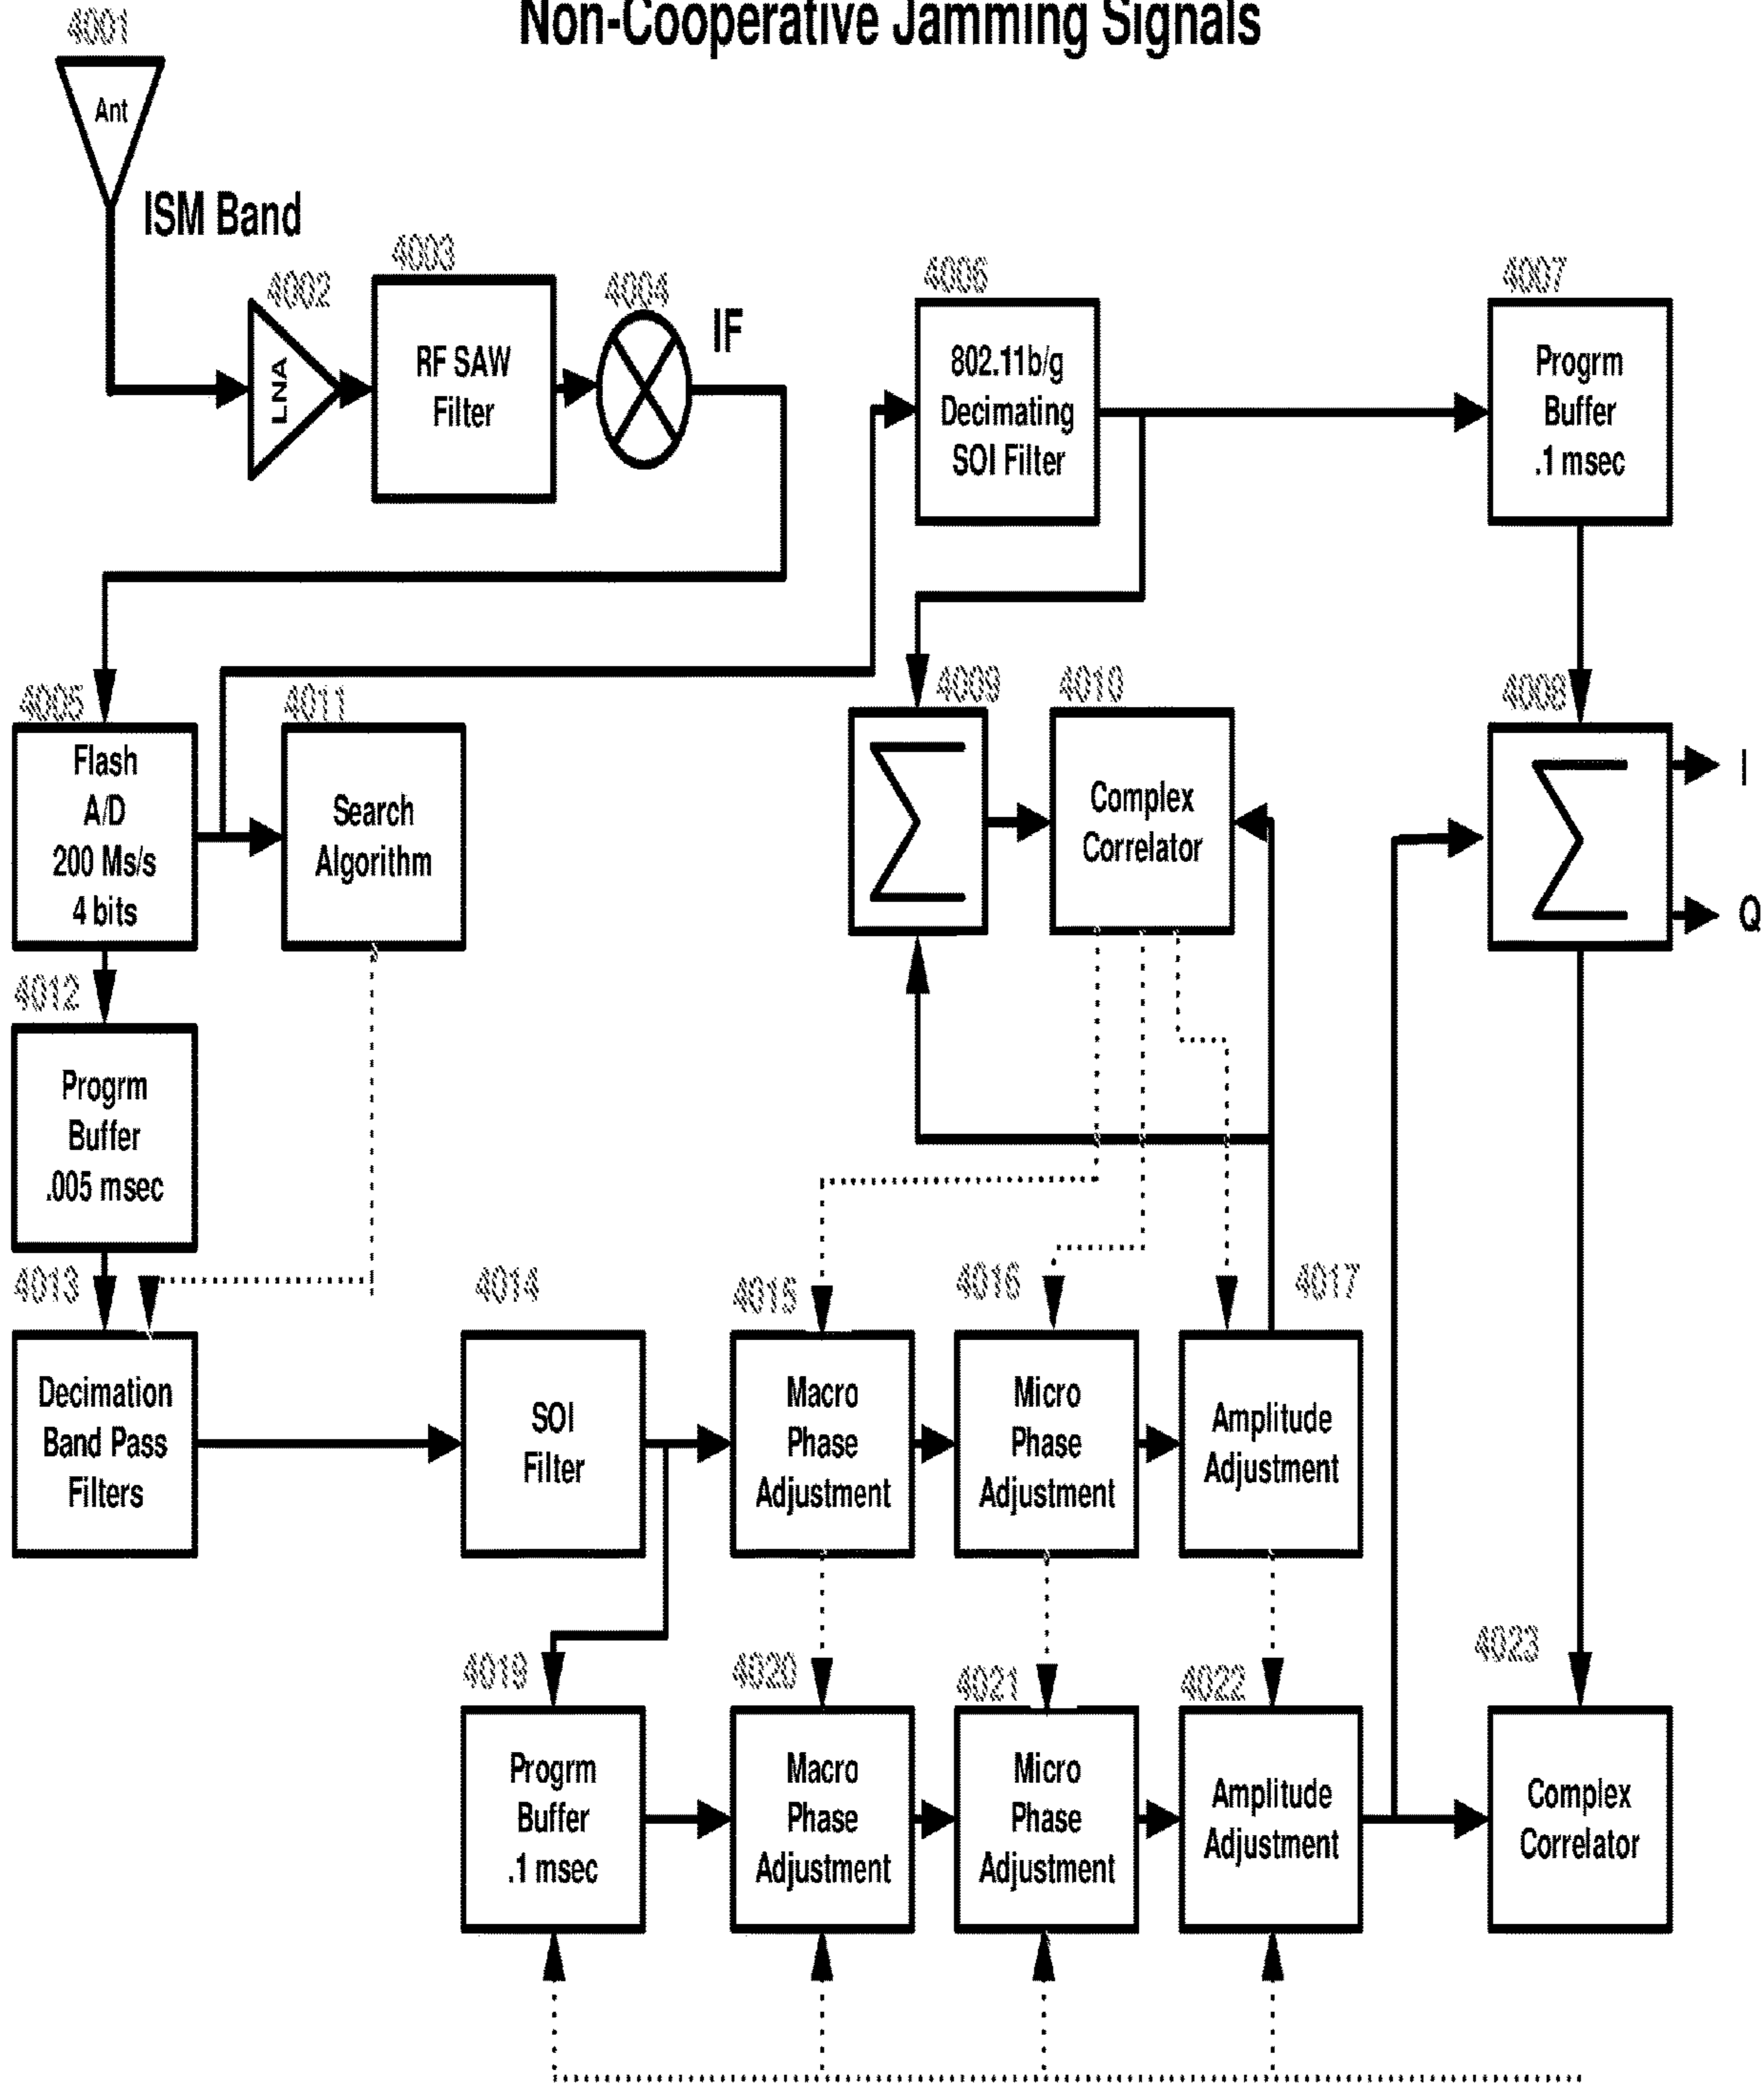 Non-Cooperative Jamming Signals
4001
Ant
ISM Band
4002
LNA
4003
RF SAW
Filter
4004
IF
4006
802.11b/g
Decimating
SOI Filter
4007
Progrm
Buffer
.1 msec
4005
Flash
A/D
200 Ms/s
4 bits
4011
Search
Algorithm
4009
4010
Complex
Correlator
4008
I
Q
4012
Progrm
Buffer
.005 msec
4013
Decimation
Band Pass
Filters
4014
SOI
Filter
4015
Macro
Phase
Adjustment
4016
Micro
Phase
Adjustment
4017
Amplitude
Adjustment
4019
Progrm
Buffer
.1 msec
4020
Macro
Phase
Adjustment
4021
Micro
Phase
Adjustment
4022
Amplitude
Adjustment
4023
Complex
Correlator